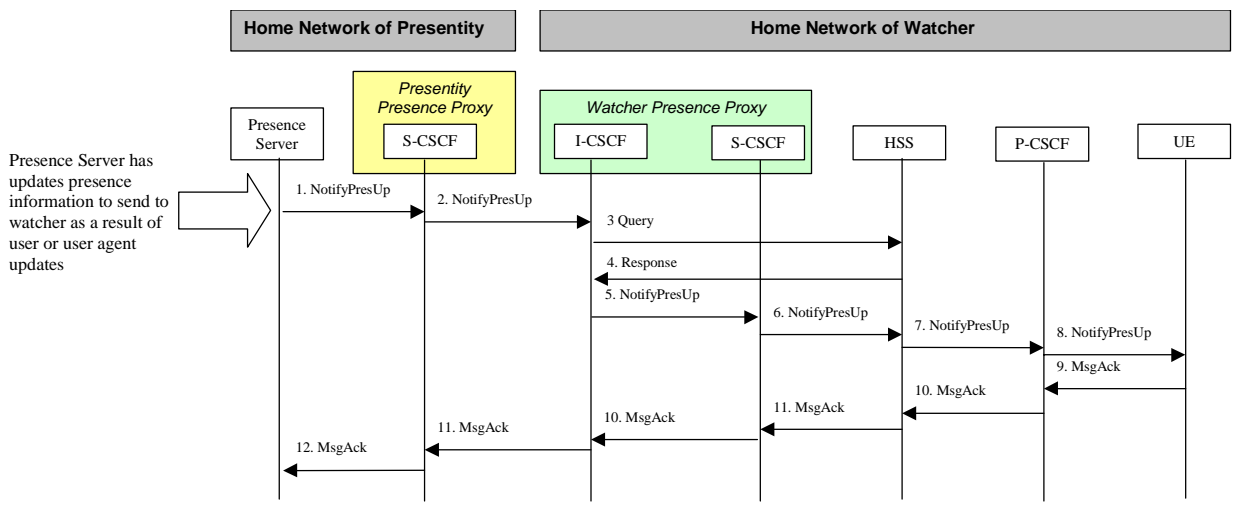 Home Network of Presentity
Home Network of Watcher
Presentity
Presence Proxy
Watcher Presence Proxy
Presence
Server
S-CSCF
I-CSCF
S-CSCF
HSS
P-CSCF
UE
Presence Server has
updates presence
information to send to
watcher as a result of
user or user agent
updates
1. NotifyPresUp
2. NotifyPresUp
3 Query
4. Response
5. NotifyPresUp
6. NotifyPresUp
7. NotifyPresUp
8. NotifyPresUp
9. MsgAck
10. MsgAck
11. MsgAck
10. MsgAck
11. MsgAck
12. MsgAck